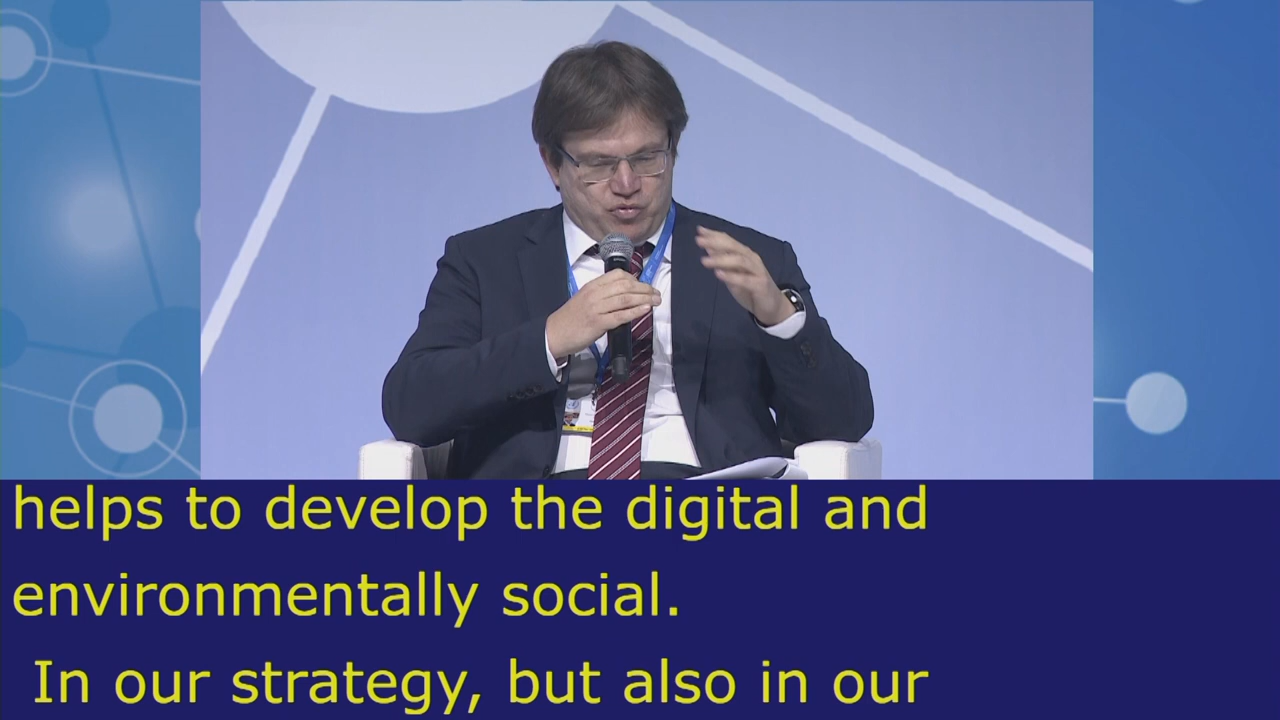 helps to develop the digital and
environmentally social.
In our strategy, but also in our